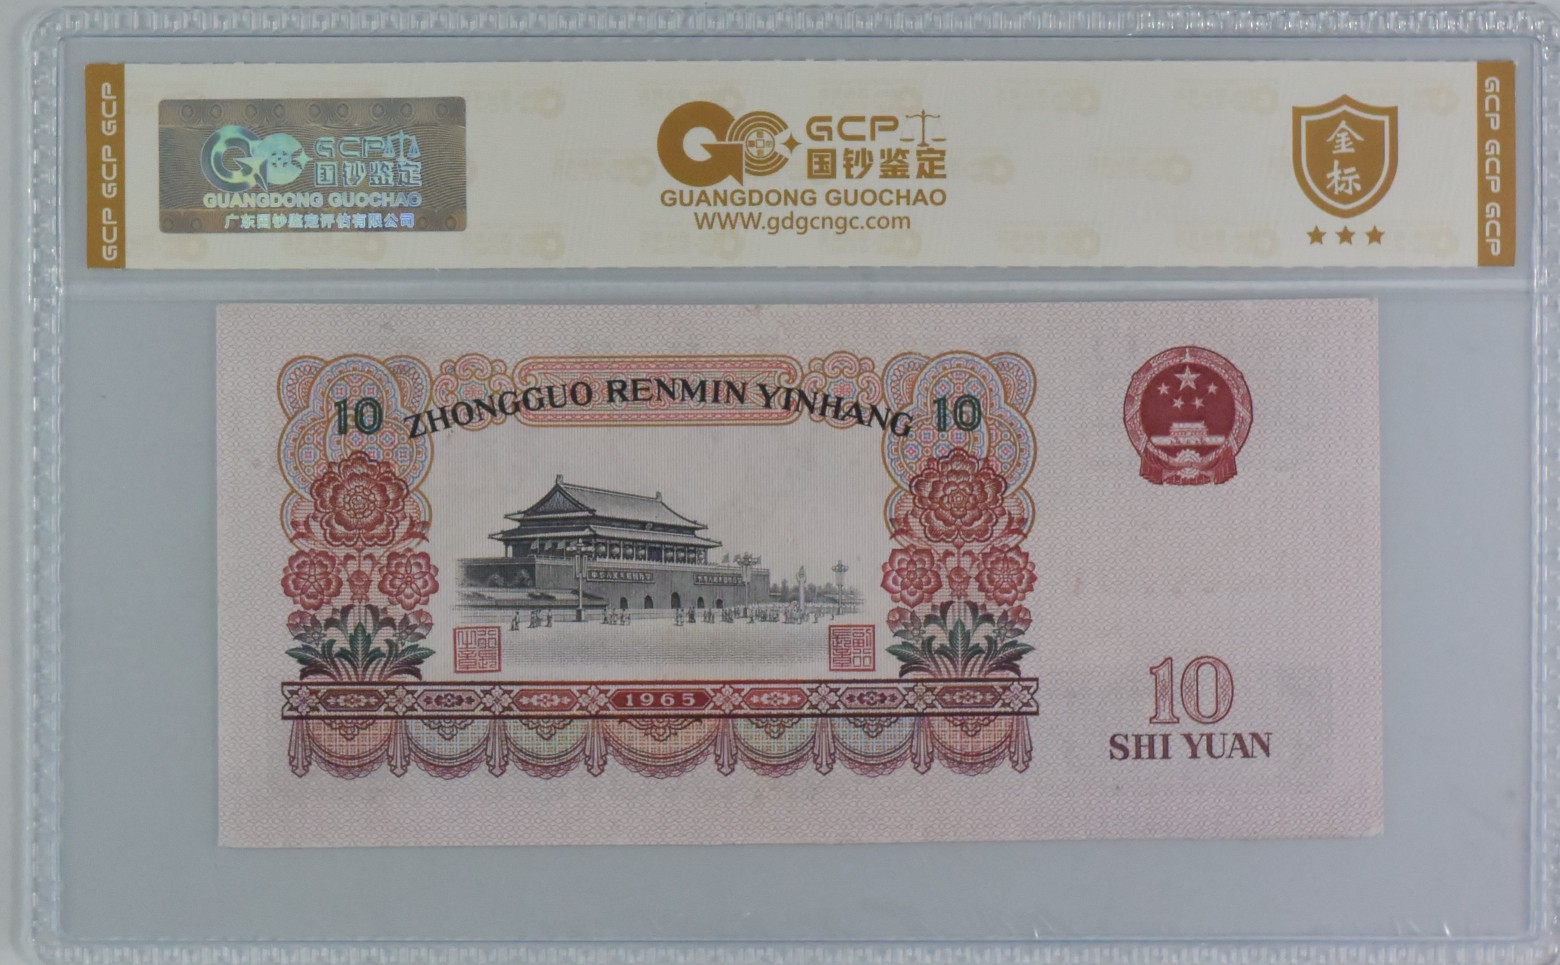 GCP GCP GCP
GCP
国钞鉴定
GUANGDONG GUOCHAO
广东国钞鉴定评估有限公司
GCP
国钞鉴定
GUANGDONG GUOCHAO
WWW.gdgcngc.com
金标
GCP GCP GCP
10 ZHONGGUO RENMIN YINHANG 10
1965
10
SHI YUAN